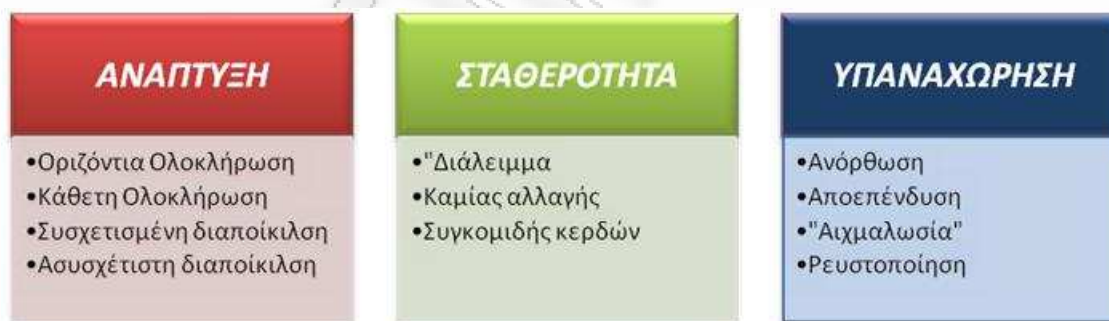 ΑΝΑΠΤΥΞΗ
•Οριζόντια Ολοκλήρωση
•Κάθετη Ολοκλήρωση
•Συσχετισμένη διαποίκιλση
•Ασυσχέτιστη διαποίκιλση
ΣΤΑΘΕΡΟΤΗΤΑ
•"Διάλειμμα
•Καμίας αλλαγής
•Συγκομιδής κερδών
ΥΠΑΝΑΧΩΡΗΣΗ
•Ανόρθωση
•Αποεπένδυση
•"Αιχμαλωσία"
•Ρευστοποίηση